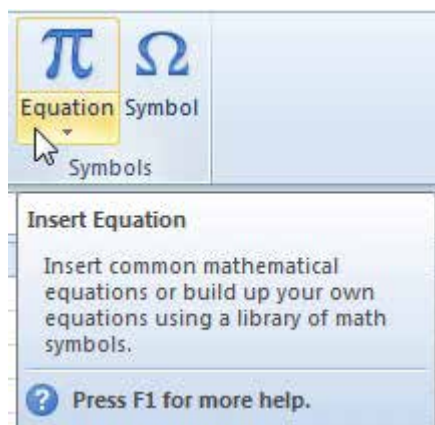 π Ω
Equation Symbol
Symbols
Insert Equation
Insert common mathematical
equations or build up your own
equations using a library of math
symbols.
? Press F1 for more help.